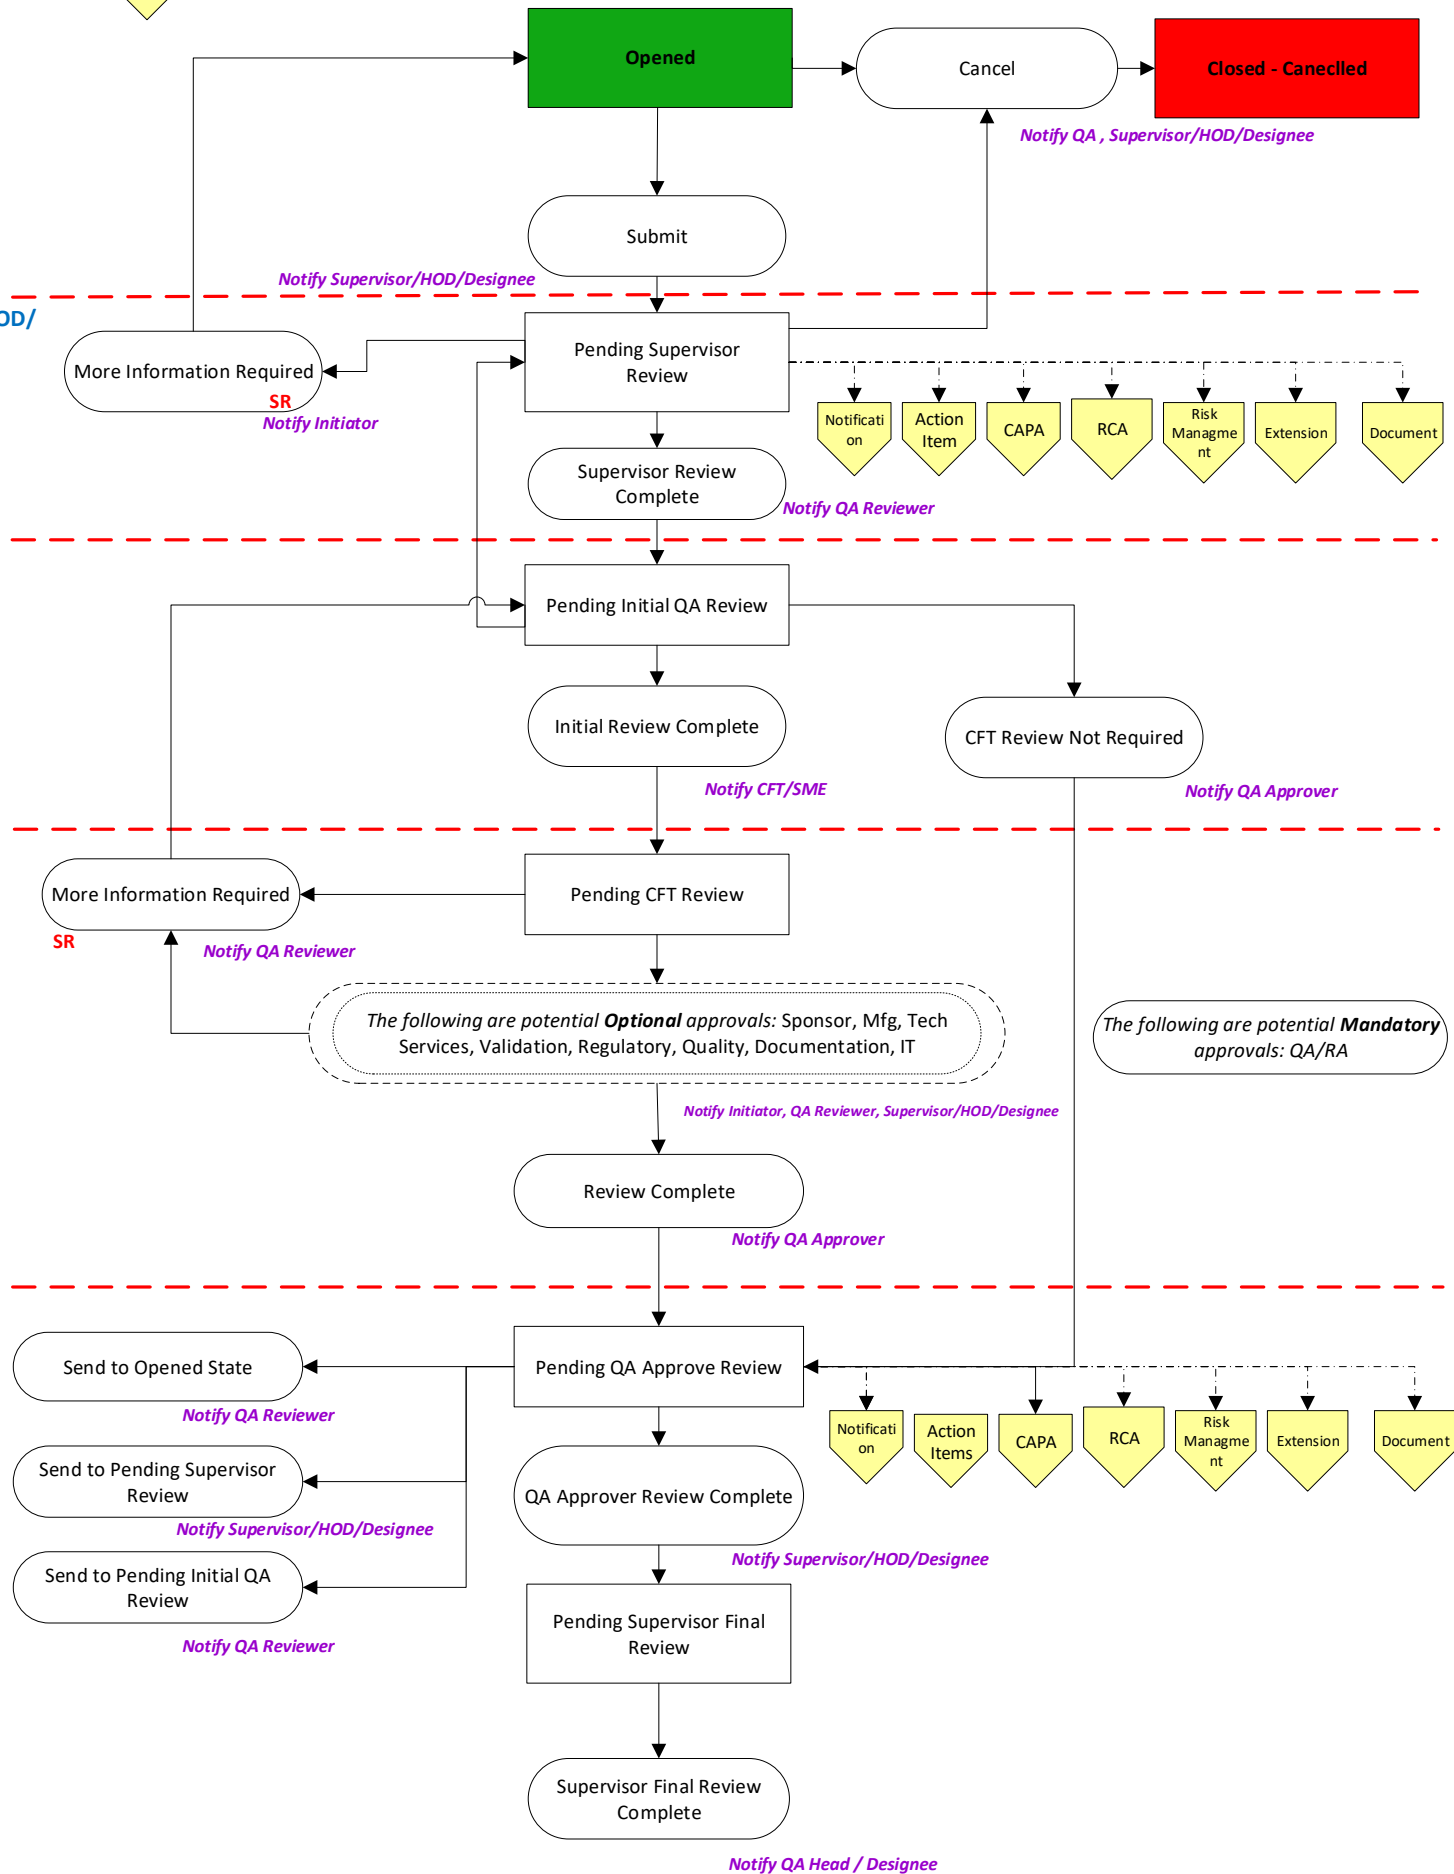 Opened
Cancel
Closed - Caneclled
Notify QA , Supervisor/HOD/Designee
Submit
Notify Supervisor/HOD/Designee
OD/
More Information Required
SR
Notify Initiator
Pending Supervisor
Review
Notificati
on
Action
Item
CAPA
RCA
Risk
Managme
nt
Extension
Document
Supervisor Review
Complete
Notify QA Reviewer
Pending Initial QA Review
Initial Review Complete
CFT Review Not Required
Notify CFT/SME
Notify QA Approver
More Information Required
SR
Notify QA Reviewer
Pending CFT Review
The following are potential Optional approvals: Sponsor, Mfg, Tech
Services, Validation, Regulatory, Quality, Documentation, IT
The following are potential Mandatory
approvals: QA/RA
Notify Initiator, QA Reviewer, Supervisor/HOD/Designee
Review Complete
Notify QA Approver
Send to Opened State
Notify QA Reviewer
Pending QA Approve Review
Notificati
on
Action
Items
CAPA
RCA
Risk
Managme
nt
Extension
Document
Send to Pending Supervisor
Review
Notify Supervisor/HOD/Designee
QA Approver Review Complete
Notify Supervisor/HOD/Designee
Send to Pending Initial QA
Review
Notify QA Reviewer
Pending Supervisor Final
Review
Supervisor Final Review
Complete
Notify QA Head / Designee